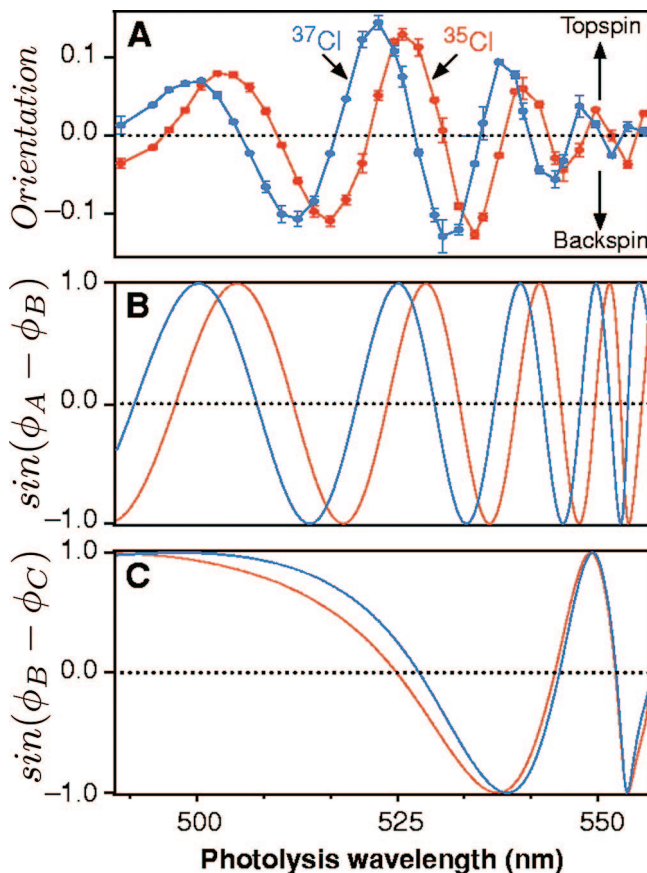 A
37Cl
35Cl
Topspin
Backspin
Orientation
0.1
0.0
−0.1
B
sin(ϕA − ϕB)
1.0
0.0
−1.0
C
sin(ϕB − ϕC)
1.0
0.0
−1.0
500
525
550
Photolysis wavelength (nm)